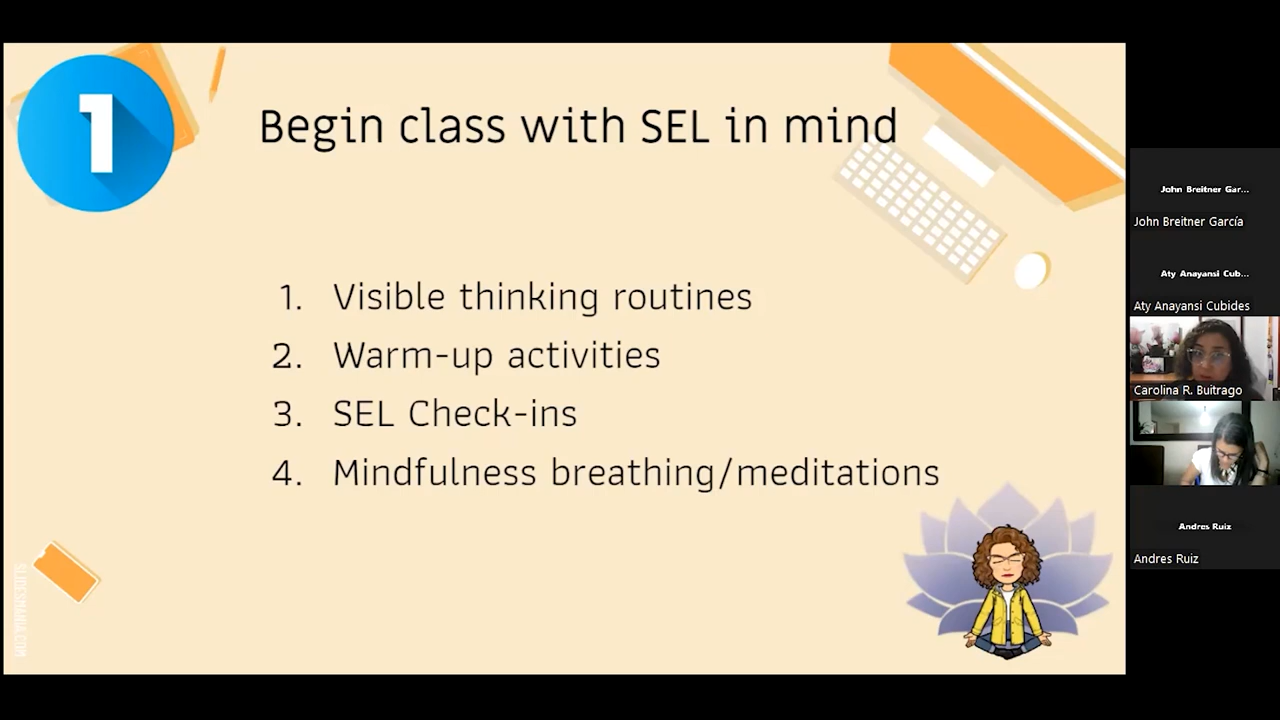 1
Begin class with SEL in mind
1. Visible thinking routines
2. Warm-up activities
3. SEL Check-ins
4. Mindfulness breathing/meditations
SLIDESMANIA.COM
John Breitner Gar...
John Breitner García
Aty Anayansi Cub...
Aty Anayansi Cubides
Carolina R. Buitrago
Andres Ruiz
Andres Ruiz